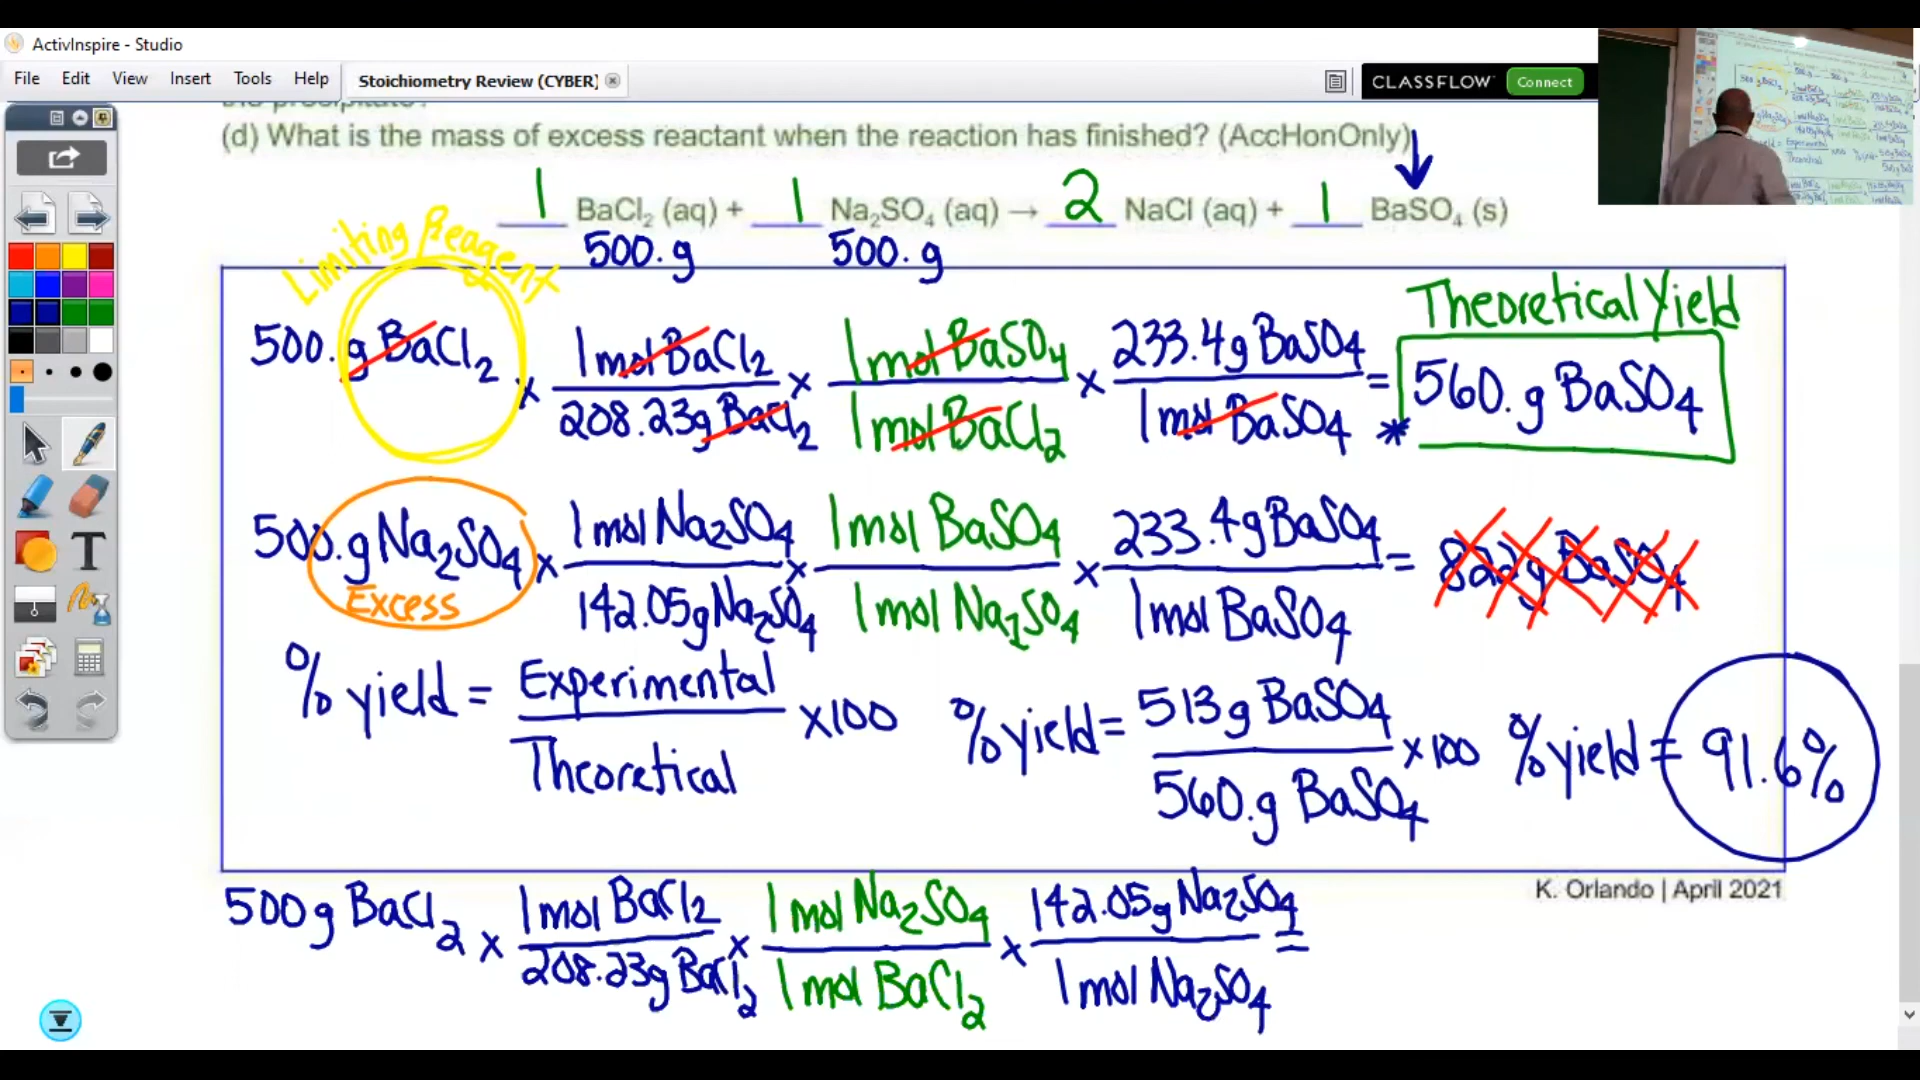 ActivInspire - Studio
File Edit View Insert Tools Help Stoichiometry Review (CYBER) CLASSFLOW Connect
the precipitate?
(d) What is the mass of excess reactant when the reaction has finished? (AccHonOnly)
1 BaCl₂ (aq) + 1 Na₂SO₄ (aq) → 2 NaCl (aq) + 1 BaSO₄ (s)
500. g 500. g
Limiting Reagent
Theoretical Yield
500. g BaCl₂ × 1 mol BaCl₂ / 208.23g BaCl₂ × 1 mol BaSO₄ / 1 mol BaCl₂ × 233.4g BaSO₄ / 1 mol BaSO₄ = * 560. g BaSO₄
500. g Na₂SO₄ × 1 mol Na₂SO₄ / 142.05g Na₂SO₄ × 1 mol BaSO₄ / 1 mol Na₂SO₄ × 233.4g BaSO₄ / 1 mol BaSO₄ = 822g BaSO₄
Excess
% yield = Experimental / Theoretical ×100 % yield = 513g BaSO₄ / 560. g BaSO₄ ×100 % yield = 91.6%
K. Orlando | April 2021
500g BaCl₂ × 1 mol BaCl₂ / 208.23g BaCl₂ × 1 mol Na₂SO₄ / 1 mol BaCl₂ × 142.05g Na₂SO₄ / 1 mol Na₂SO₄ =